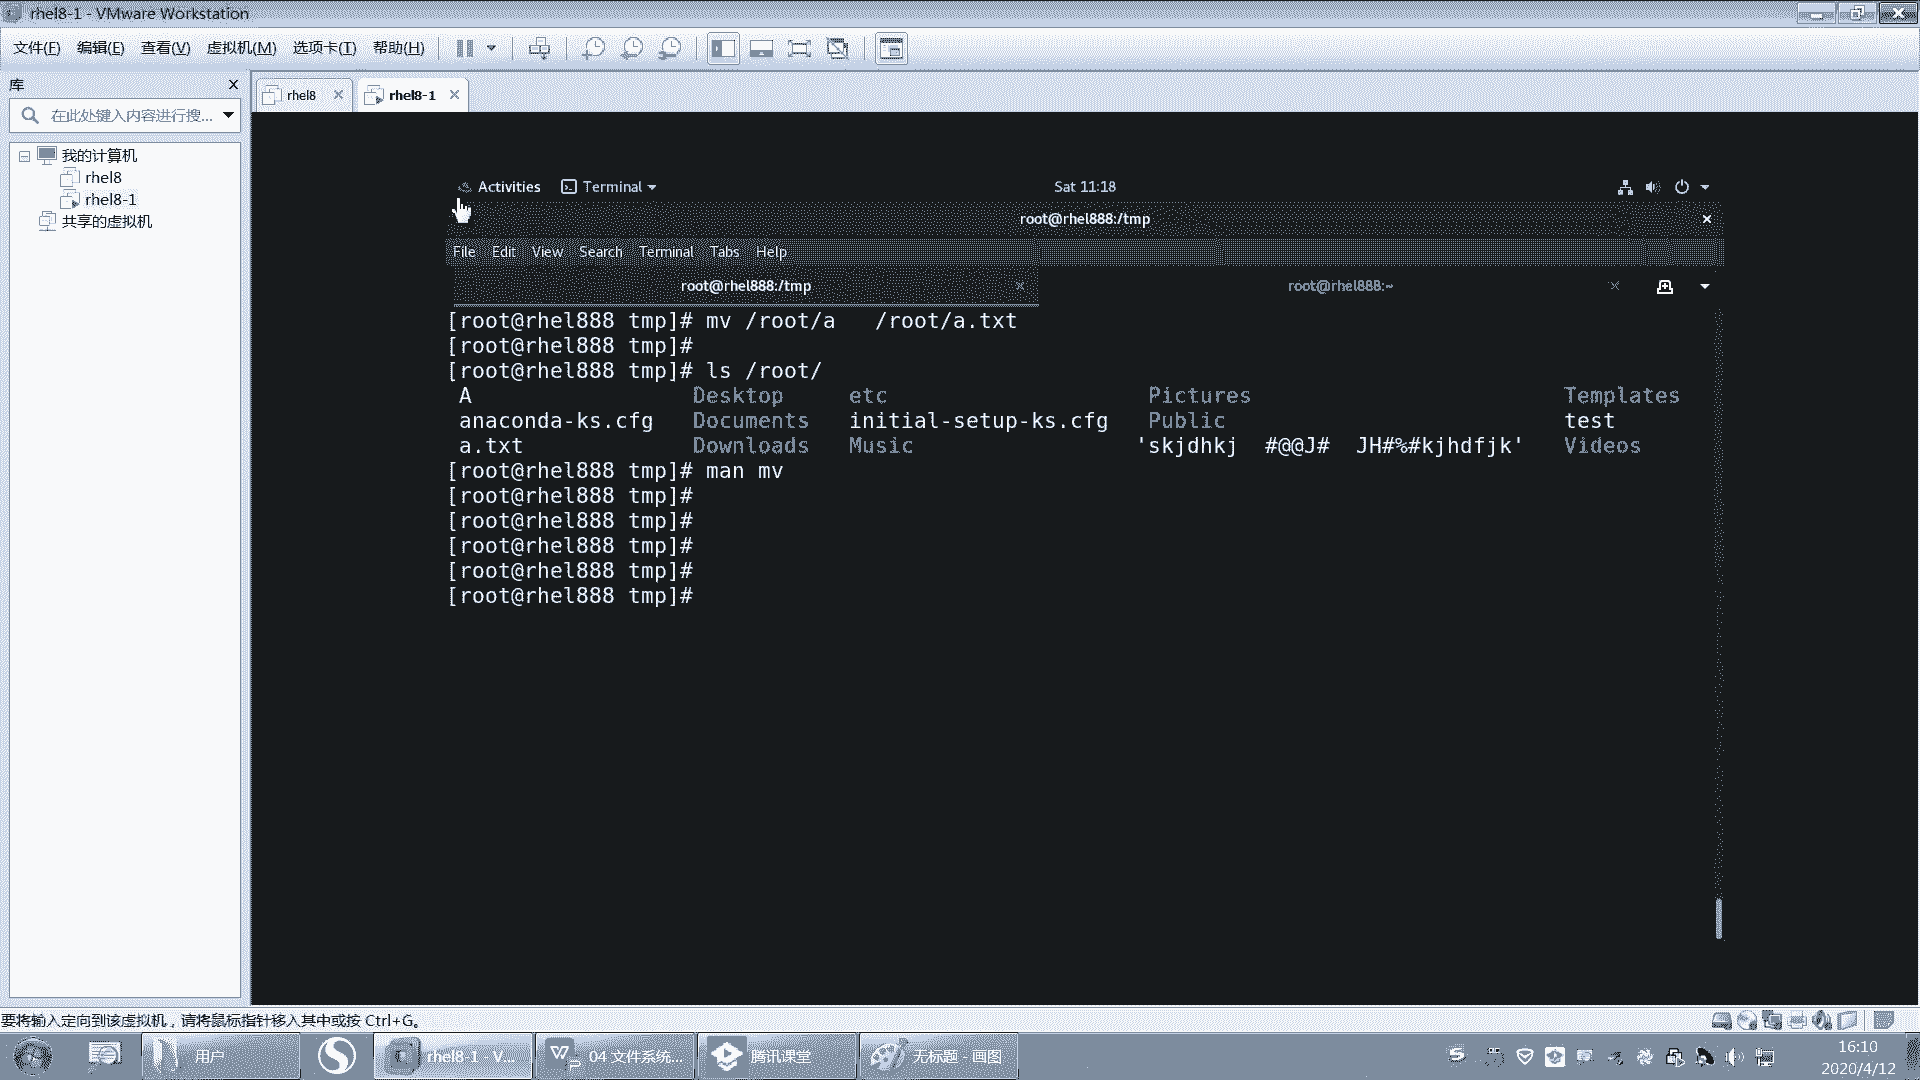 rhel8-1 - VMware Workstation
文件(F) 编辑(E) 查看(V) 虚拟机(M) 选项卡(T) 帮助(H)
库
在此处键入内容进行搜...
我的计算机
rhel8
rhel8-1
共享的虚拟机
rhel8 rhel8-1
Activities Terminal Sat 11:18
root@rhel888:/tmp
File Edit View Search Terminal Tabs Help
root@rhel888:/tmp root@rhel888:~
[root@rhel888 tmp]# mv /root/a   /root/a.txt
[root@rhel888 tmp]#
[root@rhel888 tmp]# ls /root/
A Desktop etc Pictures Templates
anaconda-ks.cfg Documents initial-setup-ks.cfg Public test
a.txt Downloads Music 'skjdhkj  #@@J#  JH#%#kjhdfjk' Videos
[root@rhel888 tmp]# man mv
[root@rhel888 tmp]#
[root@rhel888 tmp]#
[root@rhel888 tmp]#
[root@rhel888 tmp]#
[root@rhel888 tmp]#
要将输入定向到该虚拟机，请将鼠标指针移入其中或按 Ctrl+G。
用户 rhel8-1 - V... 04 文件系统... 腾讯课堂 无标题 - 画图
16:10
2020/4/12